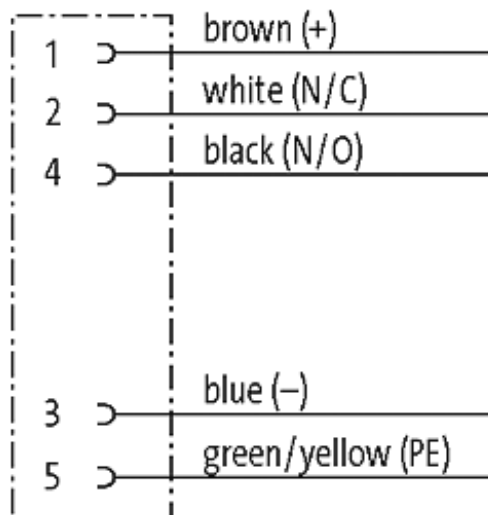 1 brown (+)
2 white (N/C)
4 black (N/O)
3 blue (–)
5 green/yellow (PE)